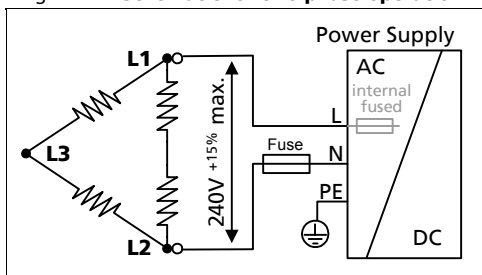 Power Supply
L1
AC
internal
fused
240V +15% max.
L
L3
Fuse
N
PE
L2
DC